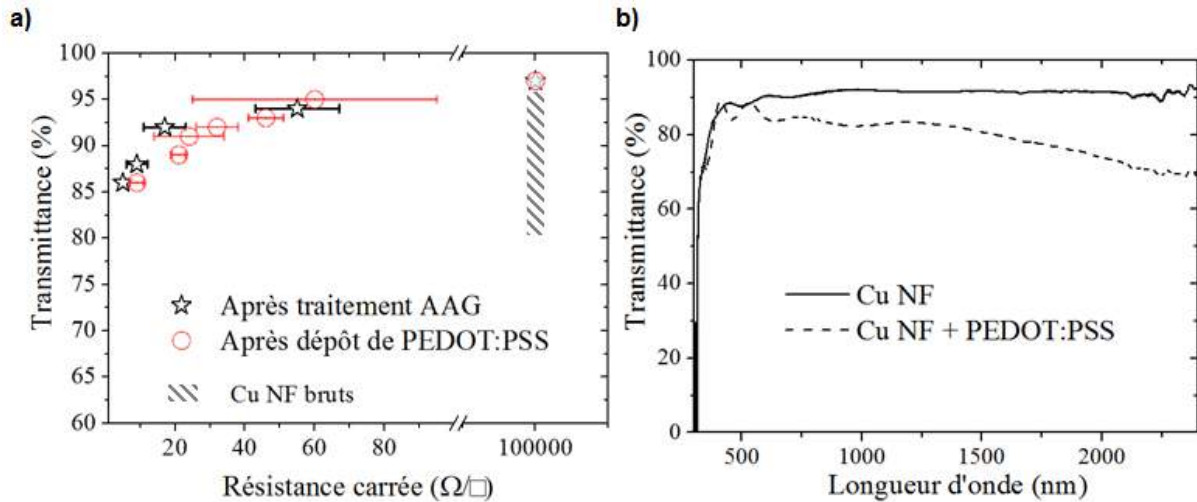 a)
100
95
90
85
80
75
70
65
60
Transmittance (%)
Après traitement AAG
Après dépôt de PEDOT:PSS
Cu NF bruts
20
40
60
80
100000
Résistance carrée (Ω/□)
b)
100
80
60
40
20
0
Transmittance (%)
Cu NF
Cu NF + PEDOT:PSS
500
1000
1500
2000
Longueur d'onde (nm)